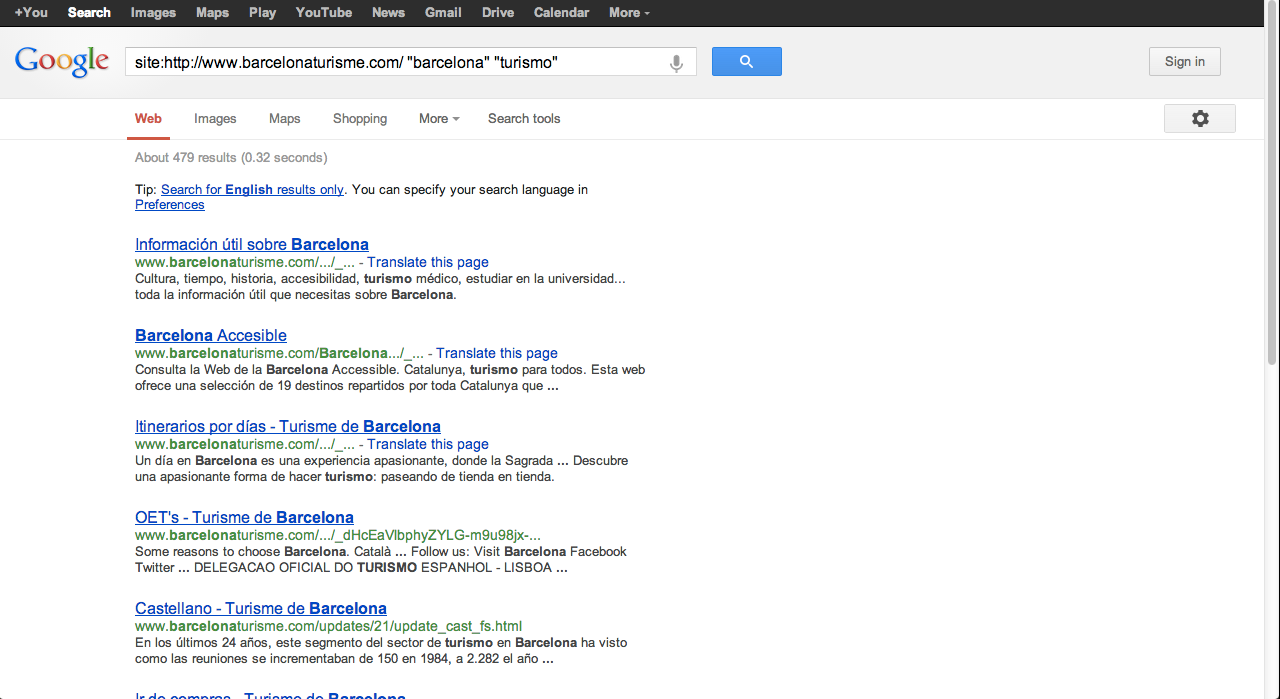 +You Search Images Maps Play YouTube News Gmail Drive Calendar More
Google site:http://www.barcelonaturisme.com/ "barcelona" "turismo" Sign in
Web Images Maps Shopping More Search tools
About 479 results (0.32 seconds)
Tip: Search for English results only. You can specify your search language in
Preferences
Información útil sobre Barcelona
www.barcelonaturisme.com/.../_... - Translate this page
Cultura, tiempo, historia, accesibilidad, turismo médico, estudiar en la universidad...
toda la información útil que necesitas sobre Barcelona.
Barcelona Accesible
www.barcelonaturisme.com/Barcelona.../_... - Translate this page
Consulta la Web de la Barcelona Accessible. Catalunya, turismo para todos. Esta web
ofrece una selección de 19 destinos repartidos por toda Catalunya que ...
Itinerarios por días - Turisme de Barcelona
www.barcelonaturisme.com/.../_... - Translate this page
Un día en Barcelona es una experiencia apasionante, donde la Sagrada ... Descubre
una apasionante forma de hacer turismo: paseando de tienda en tienda.
OET's - Turisme de Barcelona
www.barcelonaturisme.com/.../_dHcEaVlbphyZYLG-m9u98jx-...
Some reasons to choose Barcelona. Català ... Follow us: Visit Barcelona Facebook
Twitter ... DELEGACAO OFICIAL DO TURISMO ESPANHOL - LISBOA ...
Castellano - Turisme de Barcelona
www.barcelonaturisme.com/updates/21/update_cast_fs.html
En los últimos 24 años, este segmento del sector de turismo en Barcelona ha visto
como las reuniones se incrementaban de 150 en 1984, a 2.282 el año ...
Ir de compras - Turisme de Barcelona